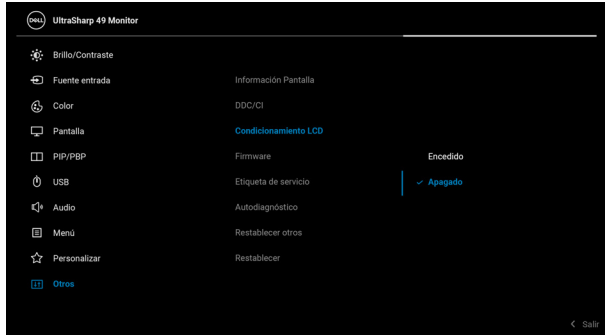 DELL UltraSharp 49 Monitor
Brillo/Contraste
Fuente entrada
Información Pantalla
Color
DDC/CI
Pantalla
Condicionamiento LCD
PIP/PBP
Firmware
Encedido
USB
Etiqueta de servicio
Apagado
Audio
Autodiagnóstico
Menú
Restablecer otros
Personalizar
Restablecer
Otros
Salir